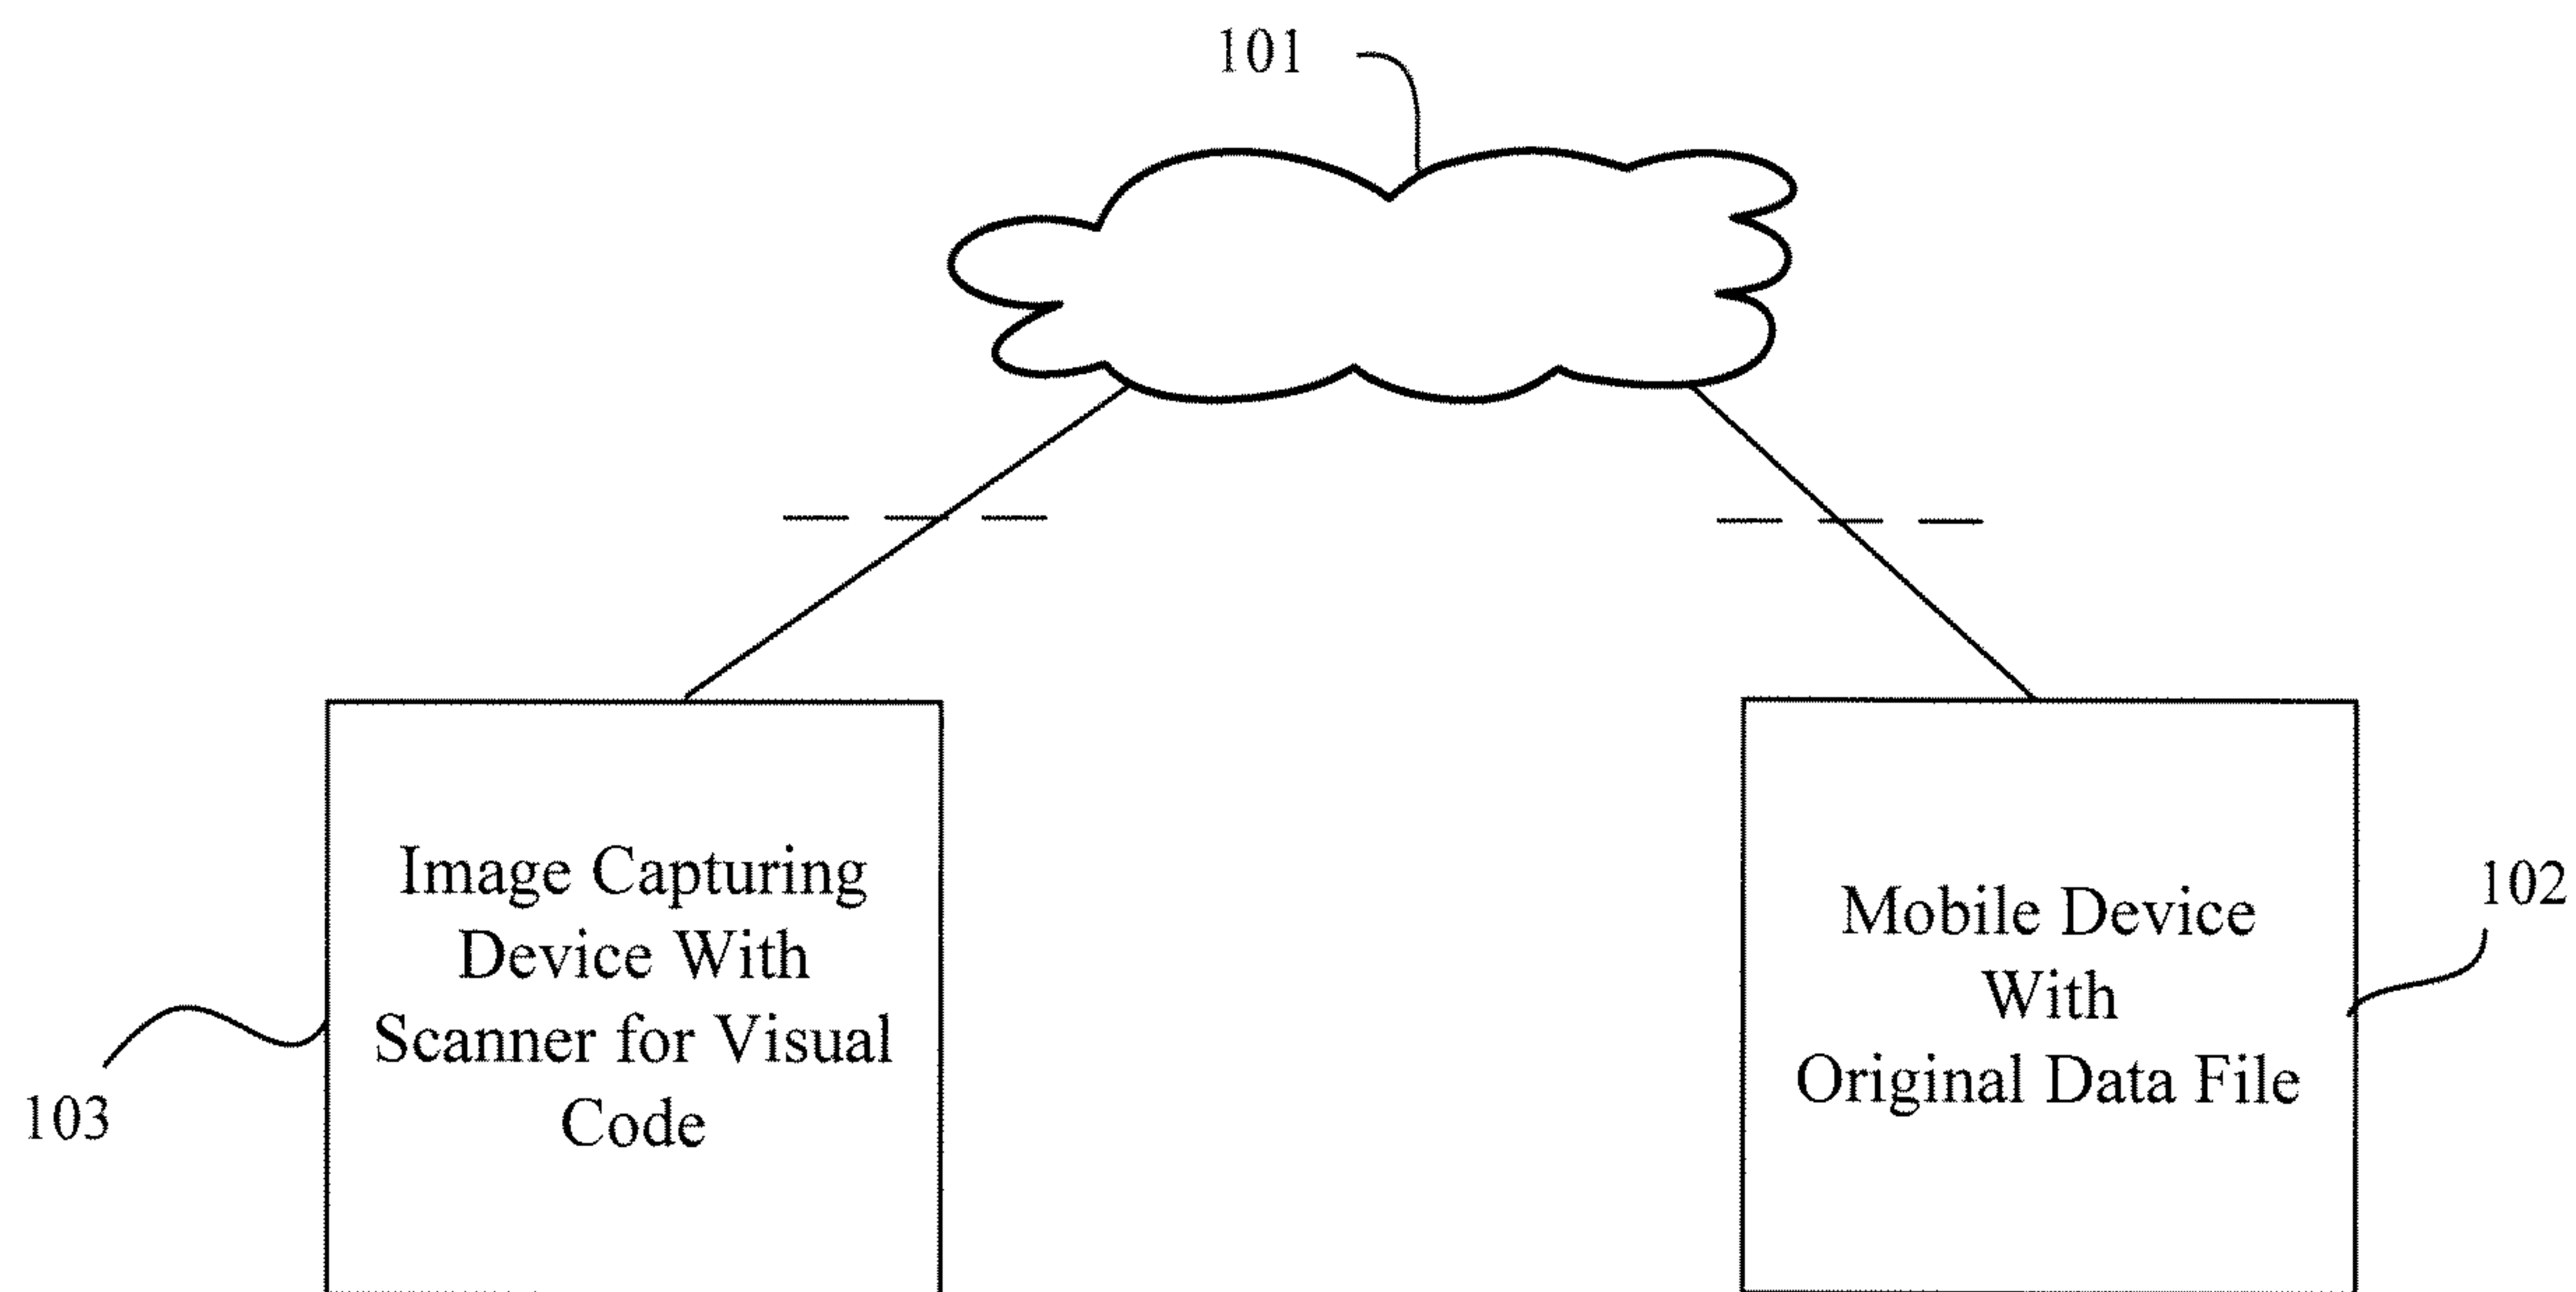 101
Image Capturing
Device With
Scanner for Visual
Code
103
Mobile Device
With
Original Data File
102